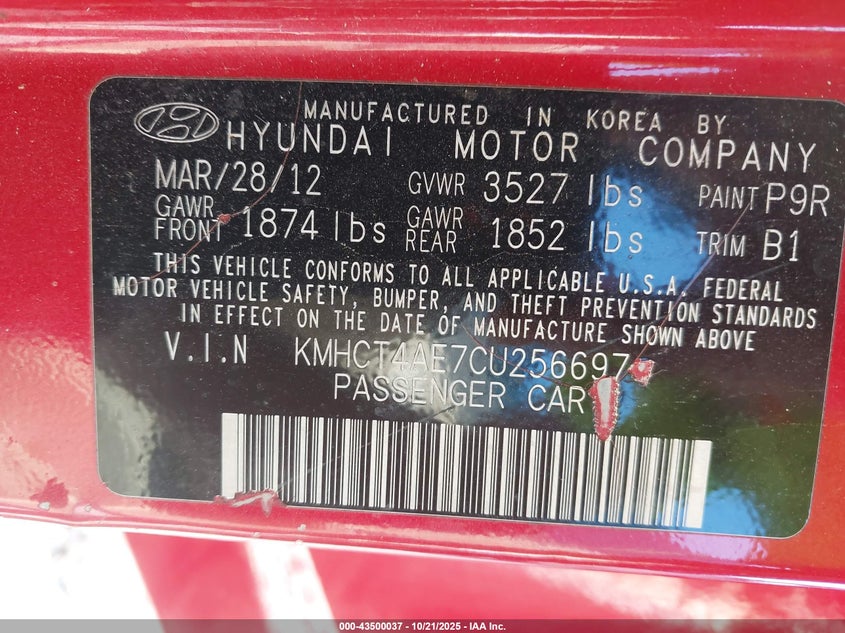 MANUFACTURED IN KOREA BY
HYUNDAI MOTOR COMPANY
MAR/28/12 GVWR 3527 lbs PAINT P9R
GAWR FRONT 1874 lbs GAWR REAR 1852 lbs TRIM B1
THIS VEHICLE CONFORMS TO ALL APPLICABLE U.S.A. FEDERAL
MOTOR VEHICLE SAFETY, BUMPER, AND THEFT PREVENTION STANDARDS
IN EFFECT ON THE DATE OF MANUFACTURE SHOWN ABOVE
V.I.N KMHCT4AE7CU256697
PASSENGER CAR
000-43500037 - 10/21/2025 - IAA Inc.